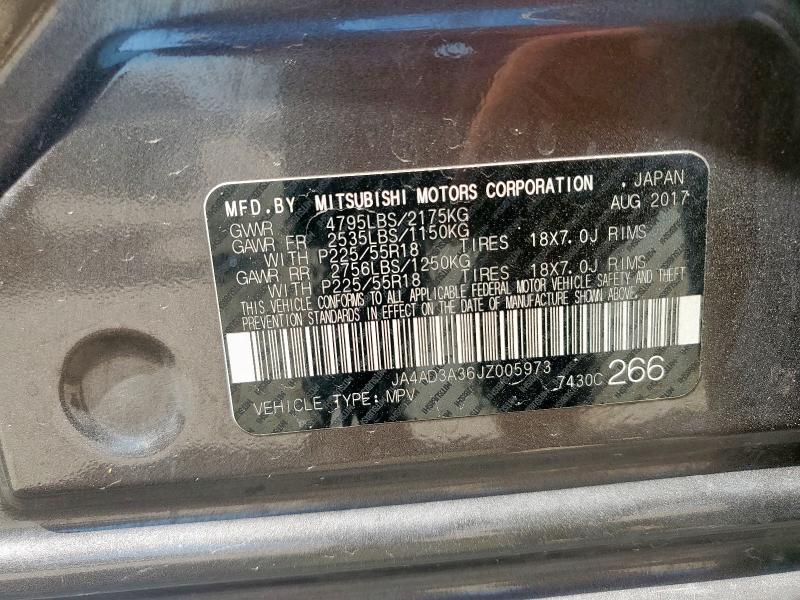 MFD.BY MITSUBISHI MOTORS CORPORATION . JAPAN
GVWR 4795LBS/2175KG AUG 2017
GAWR FR 2535LBS/1150KG
WITH P225/55R18 TIRES 18X7.0J RIMS
GAWR RR 2756LBS/1250KG
WITH P225/55R18 TIRES 18X7.0J RIMS
THIS VEHICLE CONFORMS TO ALL APPLICABLE FEDERAL MOTOR VEHICLE SAFETY AND THEFT
PREVENTION STANDARDS IN EFFECT ON THE DATE OF MANUFACTURE SHOWN ABOVE.
JA4AD3A36JZ005973
7430C 266
VEHICLE TYPE: MPV